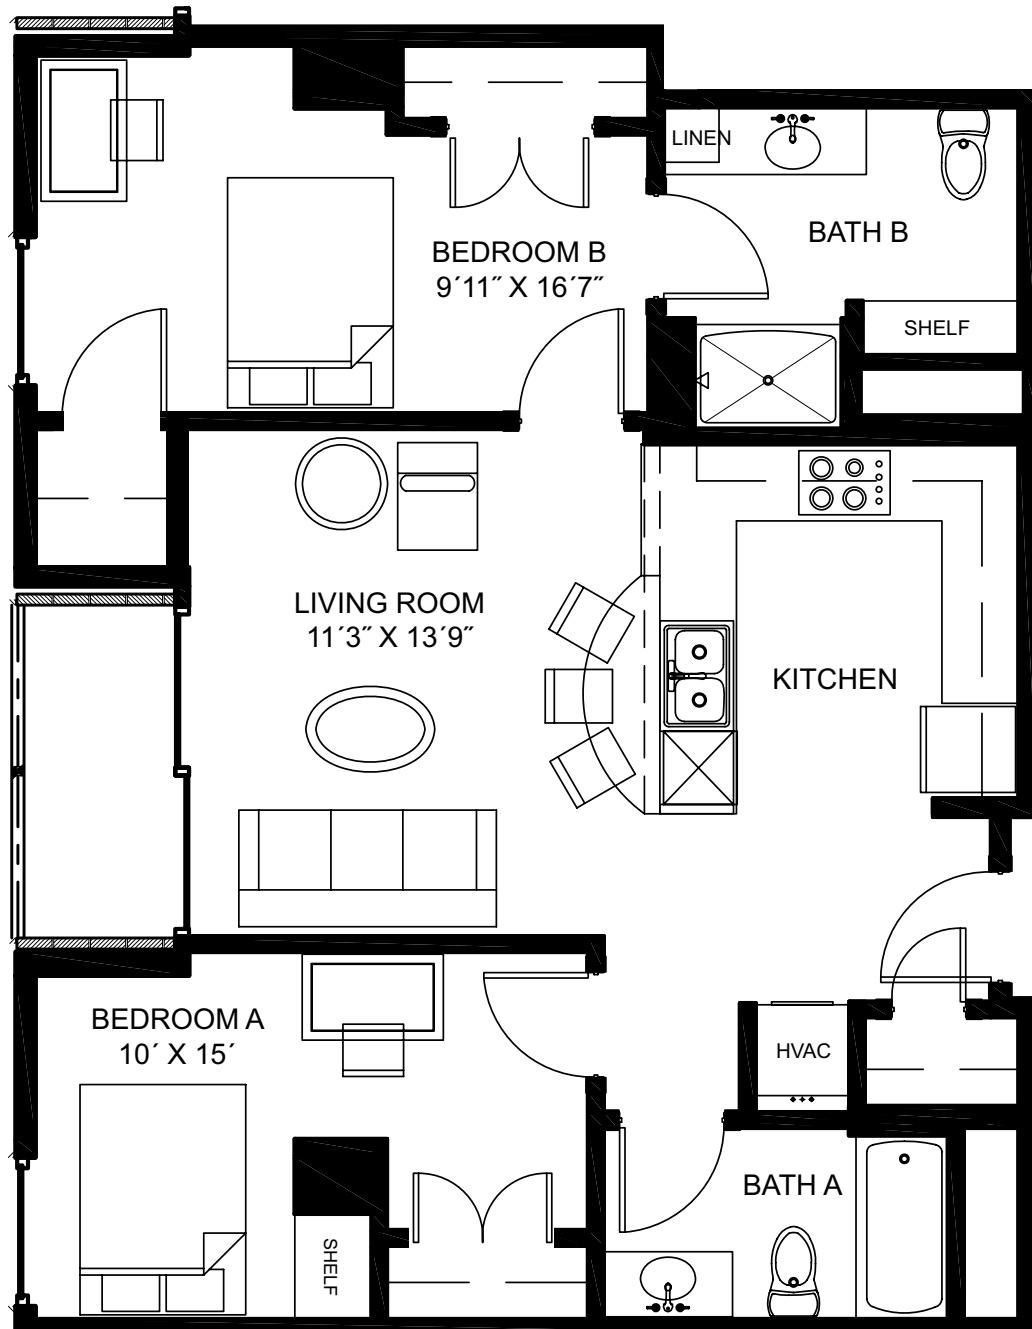 LINEN
BATH B
BEDROOM B
9´11˝ X 16´7˝
SHELF
LIVING ROOM
11´3˝ X 13´9˝
KITCHEN
BEDROOM A
10´ X 15´
HVAC
BATH A
SHELF